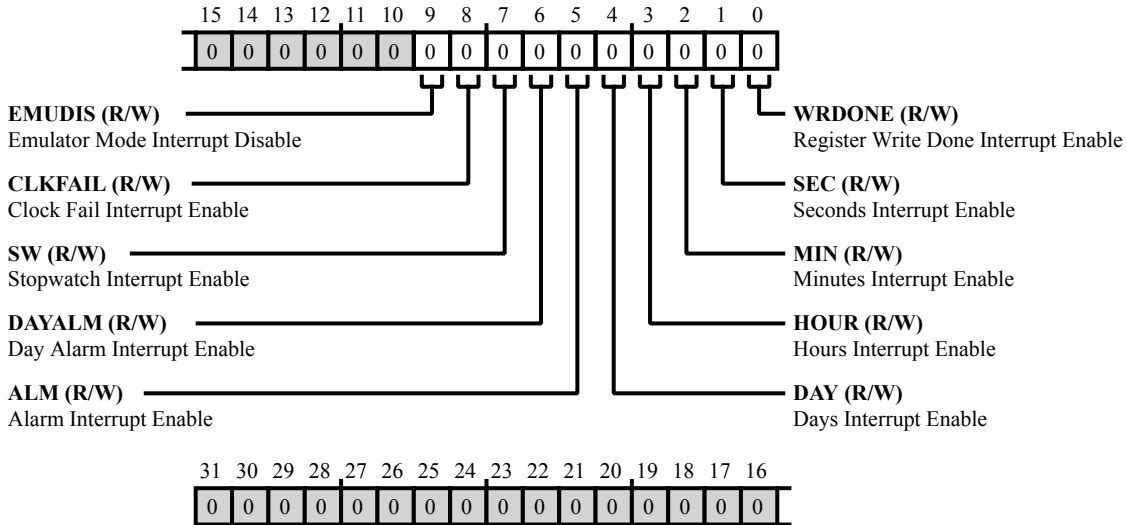 15 14 13 12 11 10 9 8 7 6 5 4 3 2 1 0
0 0 0 0 0 0 0 0 0 0 0 0 0 0 0 0
EMUDIS (R/W)
Emulator Mode Interrupt Disable
CLKFAIL (R/W)
Clock Fail Interrupt Enable
SW (R/W)
Stopwatch Interrupt Enable
DAYALM (R/W)
Day Alarm Interrupt Enable
ALM (R/W)
Alarm Interrupt Enable
WRDONE (R/W)
Register Write Done Interrupt Enable
SEC (R/W)
Seconds Interrupt Enable
MIN (R/W)
Minutes Interrupt Enable
HOUR (R/W)
Hours Interrupt Enable
DAY (R/W)
Days Interrupt Enable
31 30 29 28 27 26 25 24 23 22 21 20 19 18 17 16
0 0 0 0 0 0 0 0 0 0 0 0 0 0 0 0